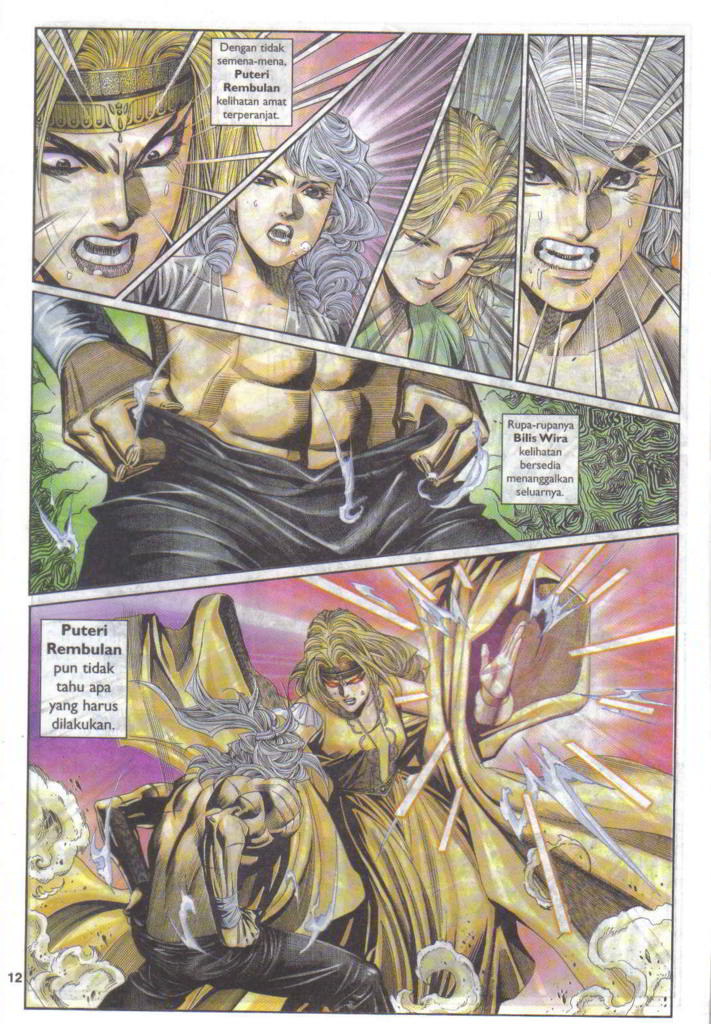 Dengan tidak
semena-mena,
Puteri
Rembulan
kelihatan amat
terperanjat.
Rupa-rupanya
Bilis Wira
kelihatan
bersedia
menanggalkan
seluarnya.
Puteri
Rembulan
pun tidak
tahu apa
yang harus
dilakukan.
12